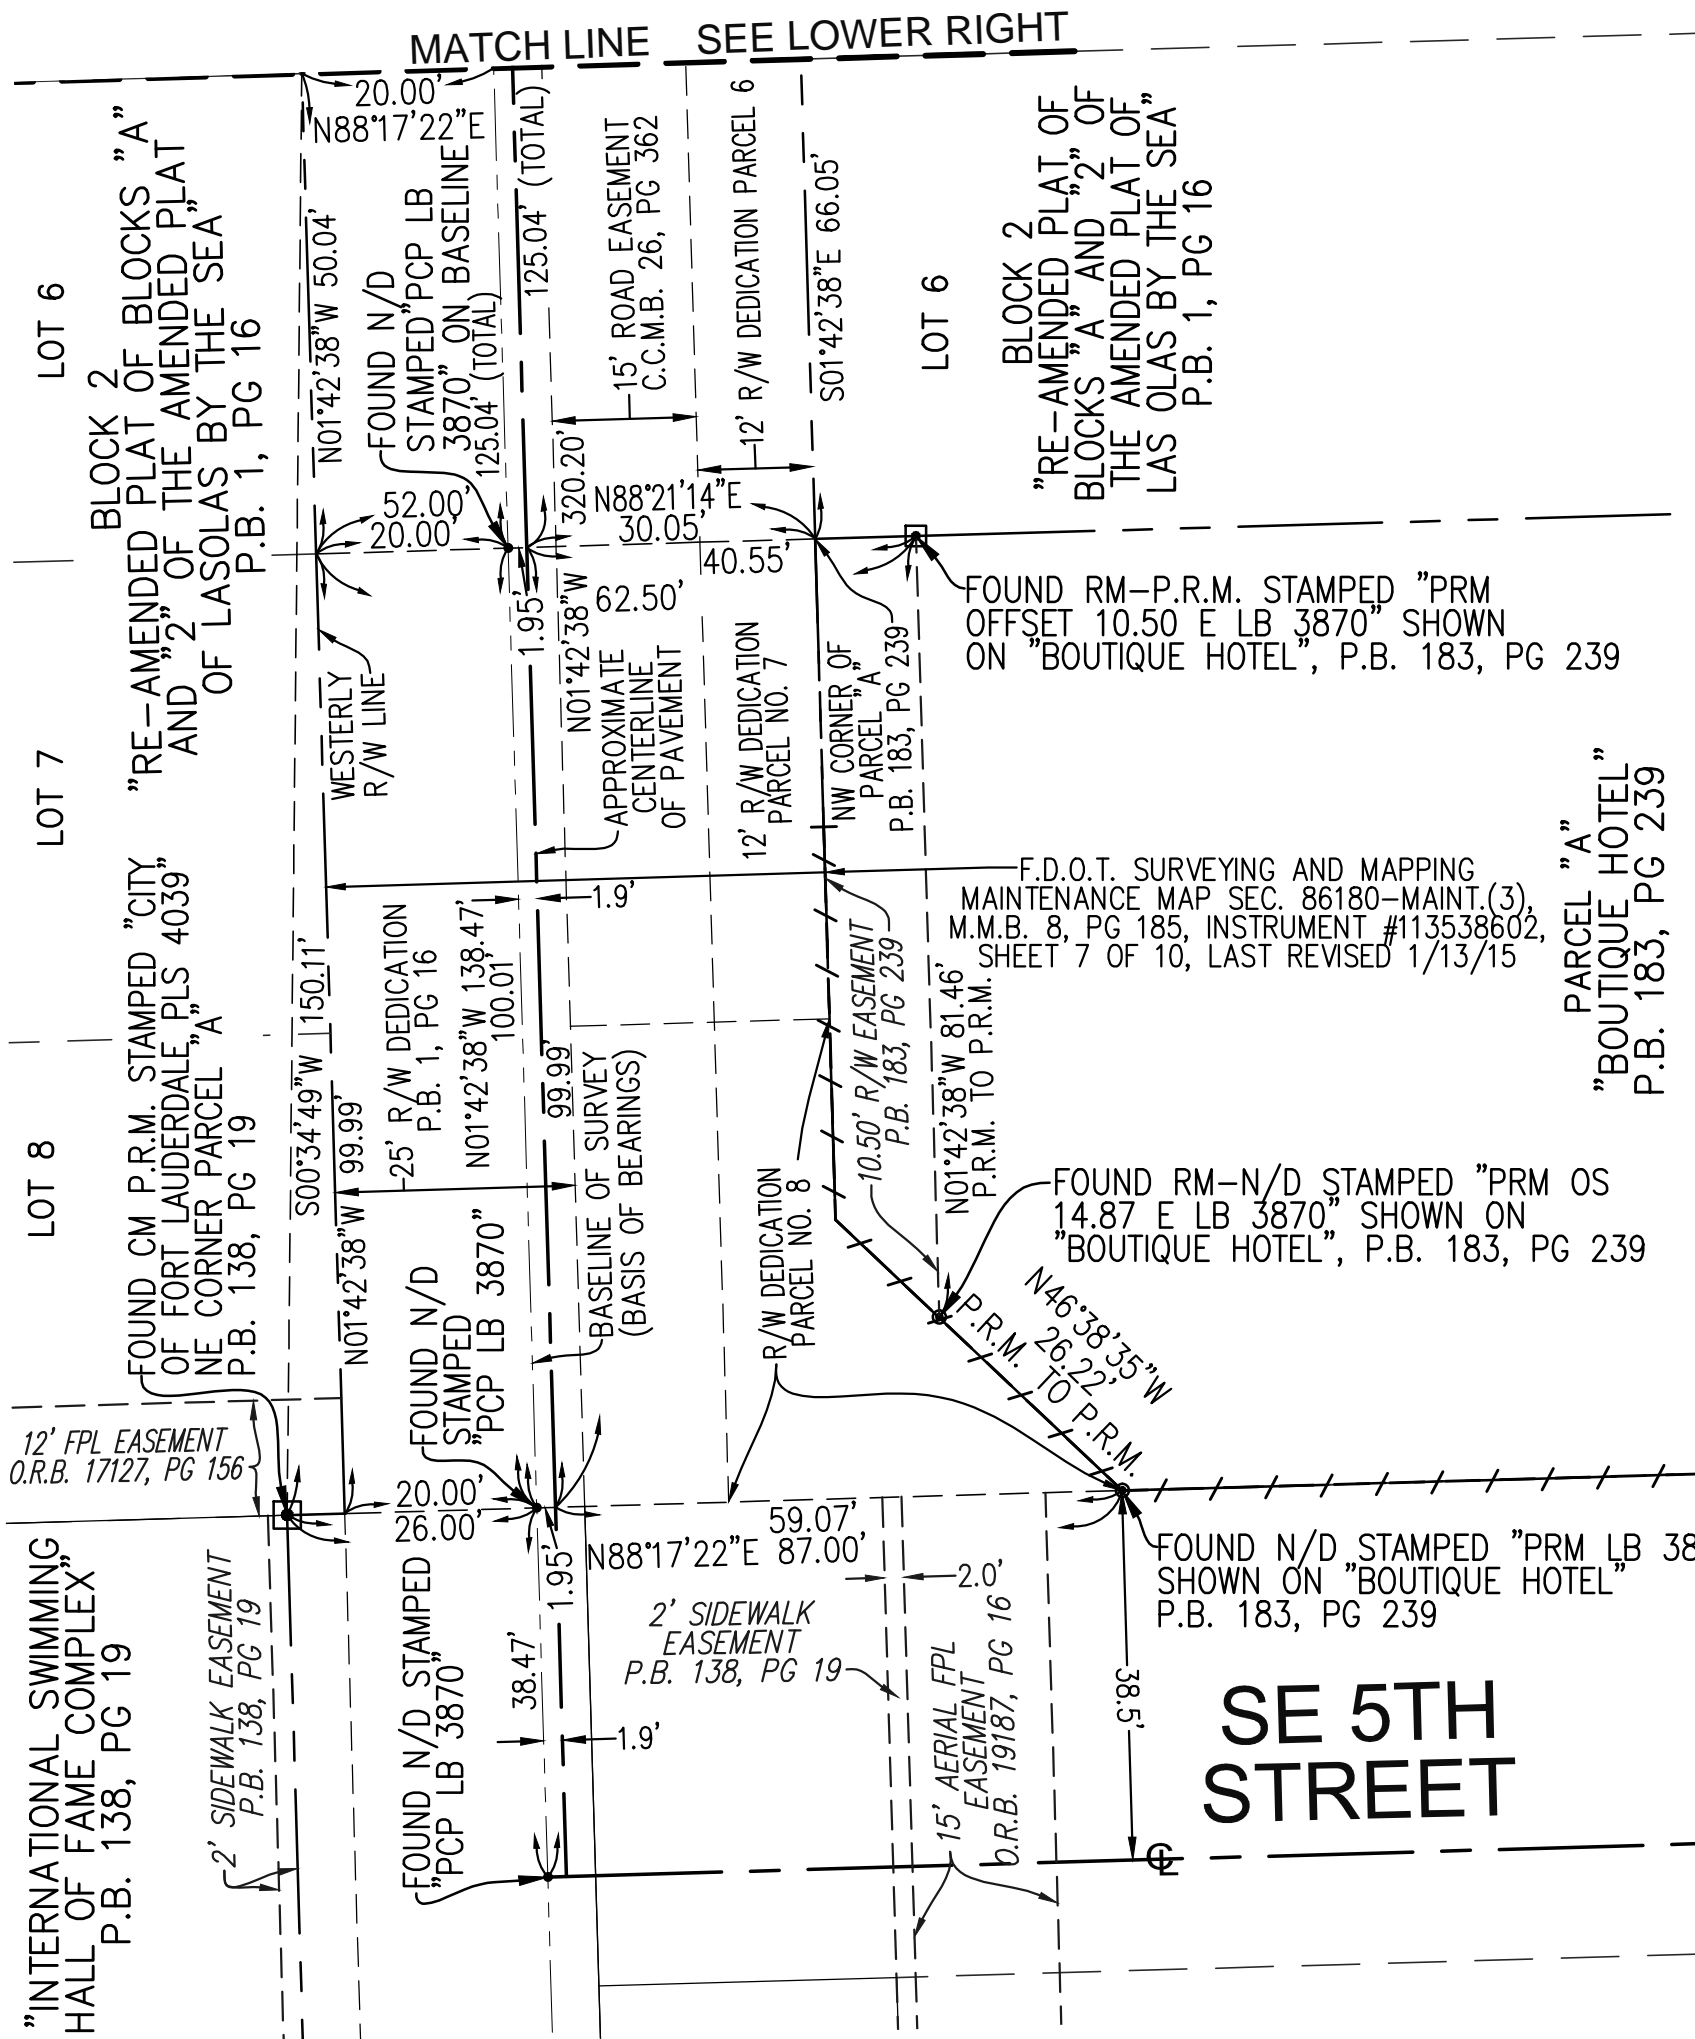 MATCH LINE SEE LOWER RIGHT
20.00'
N88°17'22"E
LOT 6
BLOCK 2
"RE-AMENDED PLAT OF BLOCKS "A"
AND "2" OF THE AMENDED PLAT
OF LASOLAS BY THE SEA"
P.B. 1, PG 16
N01°42'38"W 50.04'
FOUND N/D
STAMPED"PCP LB
3870" ON BASELINE
125.04' (TOTAL)
125.04' (TOTAL)
15' ROAD EASEMENT
C.C.M.B. 26, PG 362
12' R/W DEDICATION PARCEL 6
S01°42'38"E 66.05'
LOT 6
BLOCK 2
"RE-AMENDED PLAT OF
BLOCKS "A" AND "2" OF
THE AMENDED PLAT OF
LAS OLAS BY THE SEA"
P.B. 1, PG 16
52.00'
20.00'
320.20'
N88°21'14"E
30.05'
40.55'
62.50'
1.95'
N01°42'38"W
FOUND RM-P.R.M. STAMPED "PRM
OFFSET 10.50 E LB 3870" SHOWN
ON "BOUTIQUE HOTEL", P.B. 183, PG 239
LOT 7
WESTERLY
R/W LINE
APPROXIMATE
CENTERLINE
OF PAVEMENT
12' R/W DEDICATION
PARCEL NO. 7
NW CORNER OF
PARCEL "A"
P.B. 183, PG 239
F.D.O.T. SURVEYING AND MAPPING
MAINTENANCE MAP SEC. 86180-MAINT.(3),
M.M.B. 8, PG 185, INSTRUMENT #113538602,
SHEET 7 OF 10, LAST REVISED 1/13/15
PARCEL "A"
"BOUTIQUE HOTEL"
P.B. 183, PG 239
1.9'
LOT 8
FOUND CM P.R.M. STAMPED "CITY
OF FORT LAUDERDALE PLS 4039"
NE CORNER PARCEL "A"
P.B. 138, PG 19
S00°34'49"W 150.11'
N01°42'38"W 99.99'
25' R/W DEDICATION
P.B. 1, PG 16
N01°42'38"W 138.47'
100.01'
99.99'
BASELINE OF SURVEY
(BASIS OF BEARINGS)
10.50' R/W EASEMENT
P.B. 183, PG 239
N01°42'38"W 81.46'
P.R.M. TO P.R.M.
R/W DEDICATION
PARCEL NO. 8
FOUND RM-N/D STAMPED "PRM OS
14.87 E LB 3870" SHOWN ON
"BOUTIQUE HOTEL", P.B. 183, PG 239
N46°38'35"W
26.22'
P.R.M. TO P.R.M.
FOUND N/D
STAMPED
"PCP LB 3870"
12' FPL EASEMENT
O.R.B. 17127, PG 156
20.00'
26.00'
59.07'
N88°17'22"E 87.00'
1.95'
2.0'
FOUND N/D STAMPED "PRM LB 38
SHOWN ON "BOUTIQUE HOTEL"
P.B. 183, PG 239
"INTERNATIONAL SWIMMING
HALL OF FAME COMPLEX"
P.B. 138, PG 19
2' SIDEWALK EASEMENT
P.B. 138, PG 19
FOUND N/D STAMPED
"PCP LB 3870"
38.47'
1.9'
2' SIDEWALK
EASEMENT
P.B. 138, PG 19
15' AERIAL FPL
EASEMENT
O.R.B. 19187, PG 16
38.5'
SE 5TH
STREET
CL